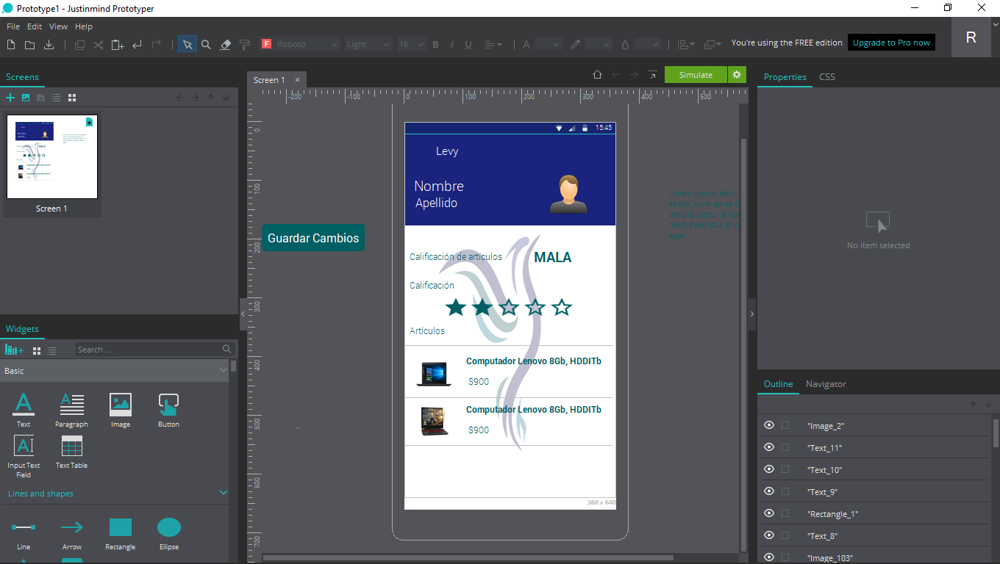 Prototype1 - Justinmind Prototyper
File Edit View Help
F Roboto Light 16 B I U A
You're using the FREE edition Upgrade to Pro now R
Screens
Screen 1
Screen 1 ×
Simulate
Properties CSS
-200 -100 0 100 200 300 400 500
0
100
200
300
400
500
600
700
15:45
Levy
Nombre
Apellido
Guardar Cambios
Calificación de artículos MALA
Calificación
Artículos
Computador Lenovo 8Gb, HDDITb
$900
Computador Lenovo 8Gb, HDDITb
$900
360 x 640
Lorem ipsum dolor
etiam, nunc amet d
mauris justo, is he
mattis pariatur
eget.
No item selected
Widgets
Search ...
Basic
Text Paragraph Image Button
Input Text
Field
Text Table
Lines and shapes
Line Arrow Rectangle Ellipse
Outline Navigator
"Image_2"
"Text_11"
"Text_10"
"Text_9"
"Rectangle_1"
"Text_8"
"Image_103"